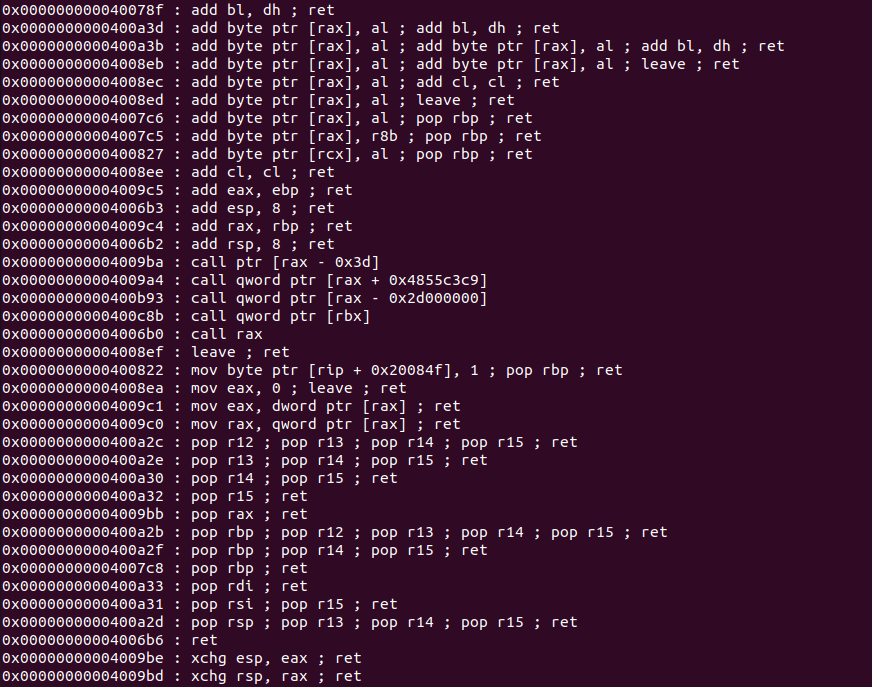 0x000000000040078f : add bl, dh ; ret
0x0000000000400a3d : add byte ptr [rax], al ; add bl, dh ; ret
0x0000000000400a3b : add byte ptr [rax], al ; add byte ptr [rax], al ; add bl, dh ; ret
0x00000000004008eb : add byte ptr [rax], al ; add byte ptr [rax], al ; leave ; ret
0x00000000004008ec : add byte ptr [rax], al ; add cl, cl ; ret
0x00000000004008ed : add byte ptr [rax], al ; leave ; ret
0x00000000004007c6 : add byte ptr [rax], al ; pop rbp ; ret
0x00000000004007c5 : add byte ptr [rax], r8b ; pop rbp ; ret
0x0000000000400827 : add byte ptr [rcx], al ; pop rbp ; ret
0x00000000004008ee : add cl, cl ; ret
0x00000000004009c5 : add eax, ebp ; ret
0x00000000004006b3 : add esp, 8 ; ret
0x00000000004009c4 : add rax, rbp ; ret
0x00000000004006b2 : add rsp, 8 ; ret
0x00000000004009ba : call ptr [rax - 0x3d]
0x00000000004009a4 : call qword ptr [rax + 0x4855c3c9]
0x0000000000400b93 : call qword ptr [rax - 0x2d000000]
0x0000000000400c8b : call qword ptr [rbx]
0x00000000004006b0 : call rax
0x00000000004008ef : leave ; ret
0x0000000000400822 : mov byte ptr [rip + 0x20084f], 1 ; pop rbp ; ret
0x00000000004008ea : mov eax, 0 ; leave ; ret
0x00000000004009c1 : mov eax, dword ptr [rax] ; ret
0x00000000004009c0 : mov rax, qword ptr [rax] ; ret
0x0000000000400a2c : pop r12 ; pop r13 ; pop r14 ; pop r15 ; ret
0x0000000000400a2e : pop r13 ; pop r14 ; pop r15 ; ret
0x0000000000400a30 : pop r14 ; pop r15 ; ret
0x0000000000400a32 : pop r15 ; ret
0x00000000004009bb : pop rax ; ret
0x0000000000400a2b : pop rbp ; pop r12 ; pop r13 ; pop r14 ; pop r15 ; ret
0x0000000000400a2f : pop rbp ; pop r14 ; pop r15 ; ret
0x00000000004007c8 : pop rbp ; ret
0x0000000000400a33 : pop rdi ; ret
0x0000000000400a31 : pop rsi ; pop r15 ; ret
0x0000000000400a2d : pop rsp ; pop r13 ; pop r14 ; pop r15 ; ret
0x00000000004006b6 : ret
0x00000000004009be : xchg esp, eax ; ret
0x00000000004009bd : xchg rsp, rax ; ret